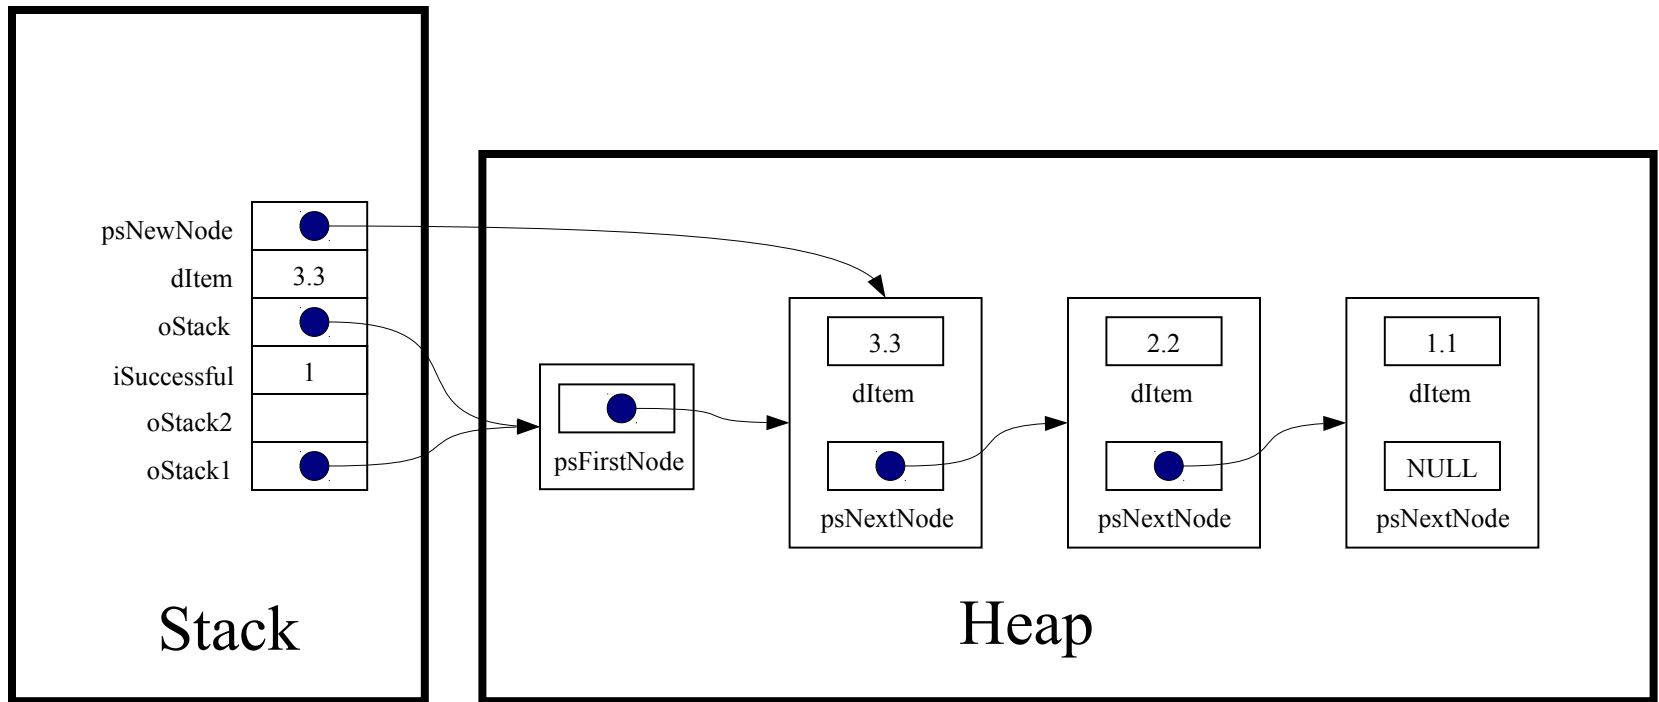 psNewNode
dItem 3.3
oStack
iSuccessful 1
oStack2
oStack1
Stack
psFirstNode
3.3
dItem
psNextNode
2.2
dItem
psNextNode
1.1
dItem
NULL
psNextNode
Heap